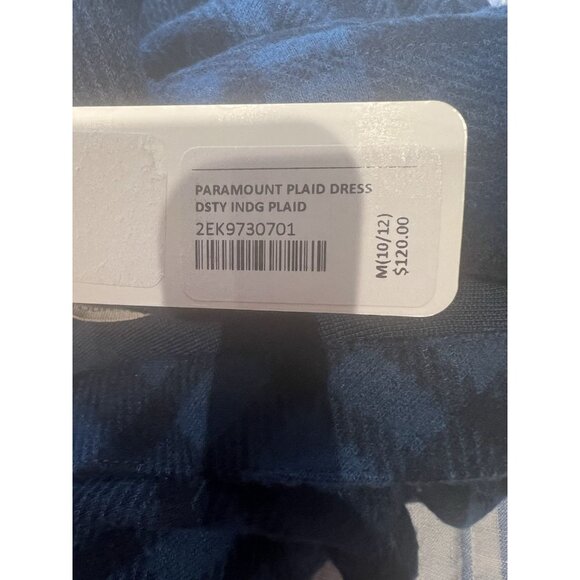 PARAMOUNT PLAID DRESS
DSTY INDG PLAID
2EK9730701
M(10/12)
$120.00